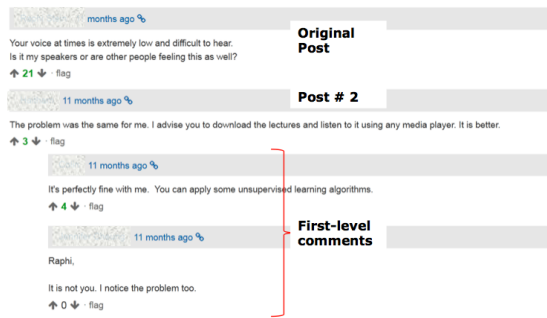 months ago
Original
Post
Your voice at times is extremely low and difficult to hear.
Is it my speakers or are other people feeling this as well?
21 · flag
11 months ago
Post # 2
The problem was the same for me. I advise you to download the lectures and listen to it using any media player. It is better.
3 · flag
11 months ago
It's perfectly fine with me. You can apply some unsupervised learning algorithms.
4 · flag
First-level
comments
11 months ago
Raphi,
It is not you. I notice the problem too.
0 · flag